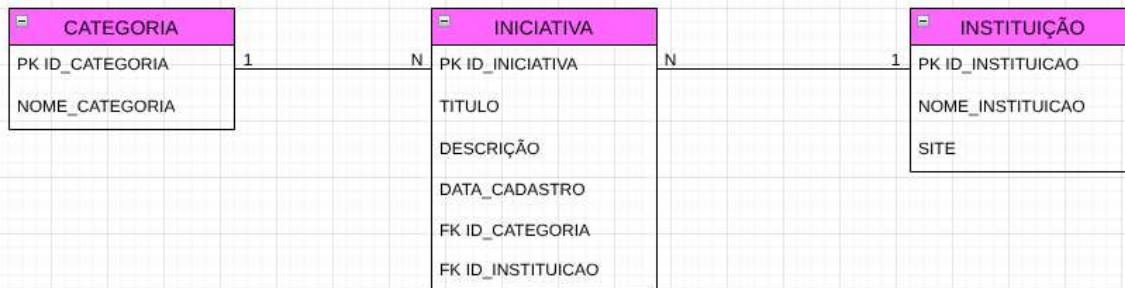 CATEGORIA
PK ID_CATEGORIA
NOME_CATEGORIA
1
N
INICIATIVA
PK ID_INICIATIVA
TITULO
DESCRIÇÃO
DATA_CADASTRO
FK ID_CATEGORIA
FK ID_INSTITUICAO
N
1
INSTITUIÇÃO
PK ID_INSTITUICAO
NOME_INSTITUICAO
SITE